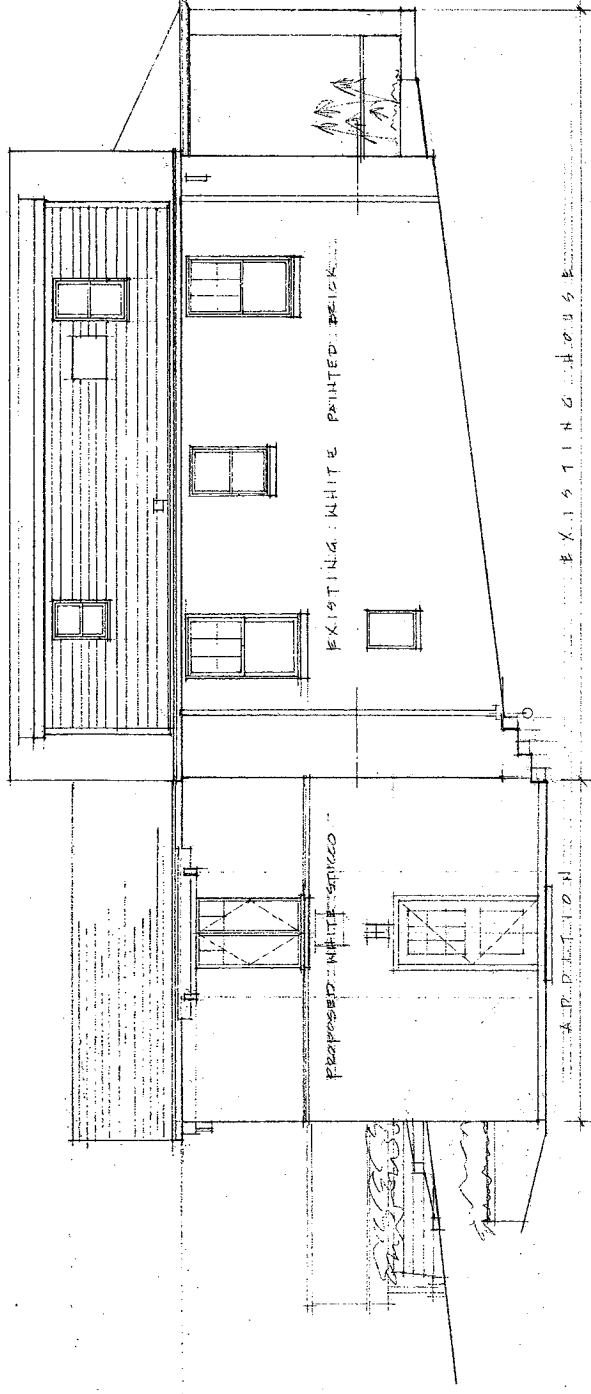 EXISTING WHITE PAINTED BRICK
PROPOSED WHITE STUCCO
ADDITION
EXISTING HOUSE